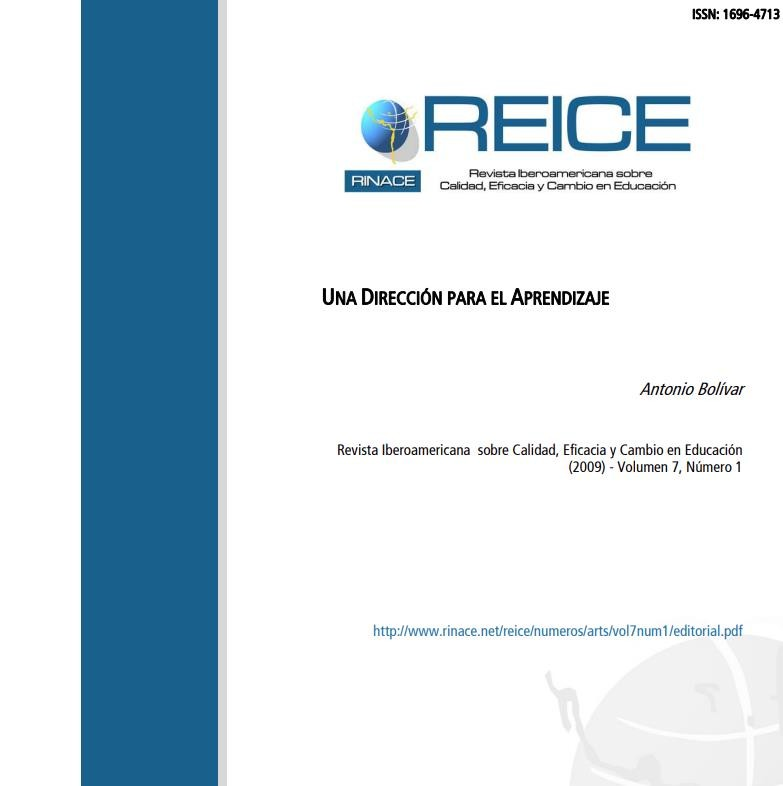 ISSN: 1696-4713
REICE
RINACE
Revista Iberoamericana sobre
Calidad, Eficacia y Cambio en Educación
UNA DIRECCIÓN PARA EL APRENDIZAJE
Antonio Bolívar
Revista Iberoamericana  sobre Calidad, Eficacia y Cambio en Educación
(2009) - Volumen 7, Número 1
http://www.rinace.net/reice/numeros/arts/vol7num1/editorial.pdf